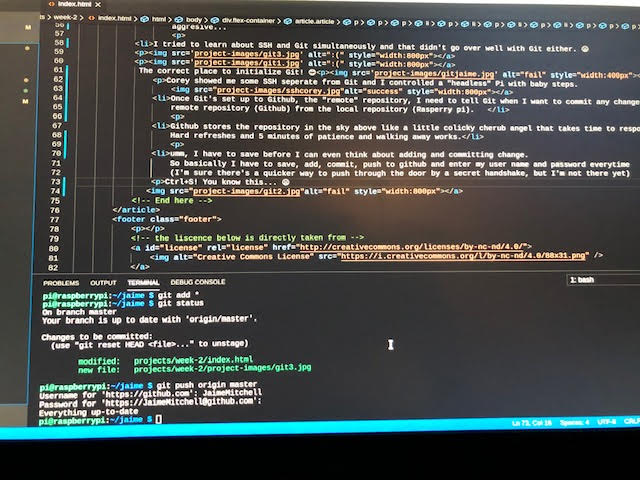 index.html ×
week-2 > index.html > html > body > div.flex-container > article.article > p > p > p > p > li > p > li > p
aggresive...
<p>
58 <li>I tried to learn about SSH and Git simultaneously and that didn't go over well with Git either.
59 <p><img src='project-images/git3.jpg' alt=":(" style="width:800px"></a>
60 <p><img src='project-images/git1.jpg' alt=":(" style="width:800px"></a>
61 The correct place to initialize Git! <p><img src="project-images/gitjaime.jpg" alt="fail" style="width:400px">
62 <p>Corey showed me some SSH seperate from Git and I controlled a "headless" Pi with baby steps.
63 <img src="project-images/sshcorey.jpg"alt="success" style="width:800px"></a>
64 <li>Once Git's set up to Github, the "remote" repository, I need to tell Git when I want to commit any
65 remote repository (Github) from the local repository (Rasperry pi). </li>
66 <p>
67 <li>Github stores the repository in the sky above like a little colicky cherub angel that takes time to
68 Hard refreshes and 5 minutes of patience and walking away works.</li>
69 <p>
70 <li>umm, I have to save before I can even think about adding and committing change.
71 So basically I have to save, add, commit, push to github and enter my user name and password everytime
72 (I'm sure there's a quicker way to push through the door by a secret handshake, but I'm not there yet)
73 <p>Ctrl+S! You know this...
74 <img src="project-images/git2.jpg"alt="fail" style="width:800px"></a>
75 <!-- End here -->
76 </article>
77 <footer class="footer">
78 <p></p>
79 <!-- the liscence below is directly taken from -->
80 <a id="license" rel="license" href="http://creativecommons.org/licenses/by-nc-nd/4.0/">
81 <img alt="Creative Commons License" src="https://i.creativecommons.org/l/by-nc-nd/4.0/88x31.png" />
82 </a>
PROBLEMS OUTPUT TERMINAL DEBUG CONSOLE 1: bash
pi@raspberrypi:~/jaime $ git add *
pi@raspberrypi:~/jaime $ git status
On branch master
Your branch is up to date with 'origin/master'.
Changes to be committed:
(use "git reset HEAD <file>..." to unstage)
modified: projects/week-2/index.html
new file: projects/week-2/project-images/git3.jpg
pi@raspberrypi:~/jaime $ git push origin master
Username for 'https://github.com': JaimeMitchell
Password for 'https://JaimeMitchell@github.com':
Everything up-to-date
pi@raspberrypi:~/jaime $
Ln 73, Col 16 Spaces: 4 UTF-8 CRLF